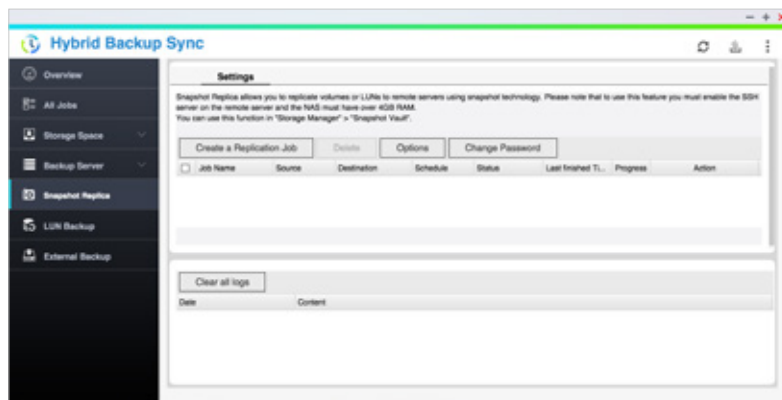 Hybrid Backup Sync
Overview
All Jobs
Storage Space
Backup Server
Snapshot Replica
LUN Backup
External Backup
Settings
Snapshot Replica allows you to replicate volumes or LUNs to remote servers using snapshot technology. Please note that to use this feature you must enable the SSH
server on the remote server and the NAS must have over 4GB RAM.
You can use this function in "Storage Manager" > "Snapshot Vault".
Create a Replication Job Delete Options Change Password
Job Name Source Destination Schedule Status Last finished Ti... Progress Action
Clear all logs
Date Content